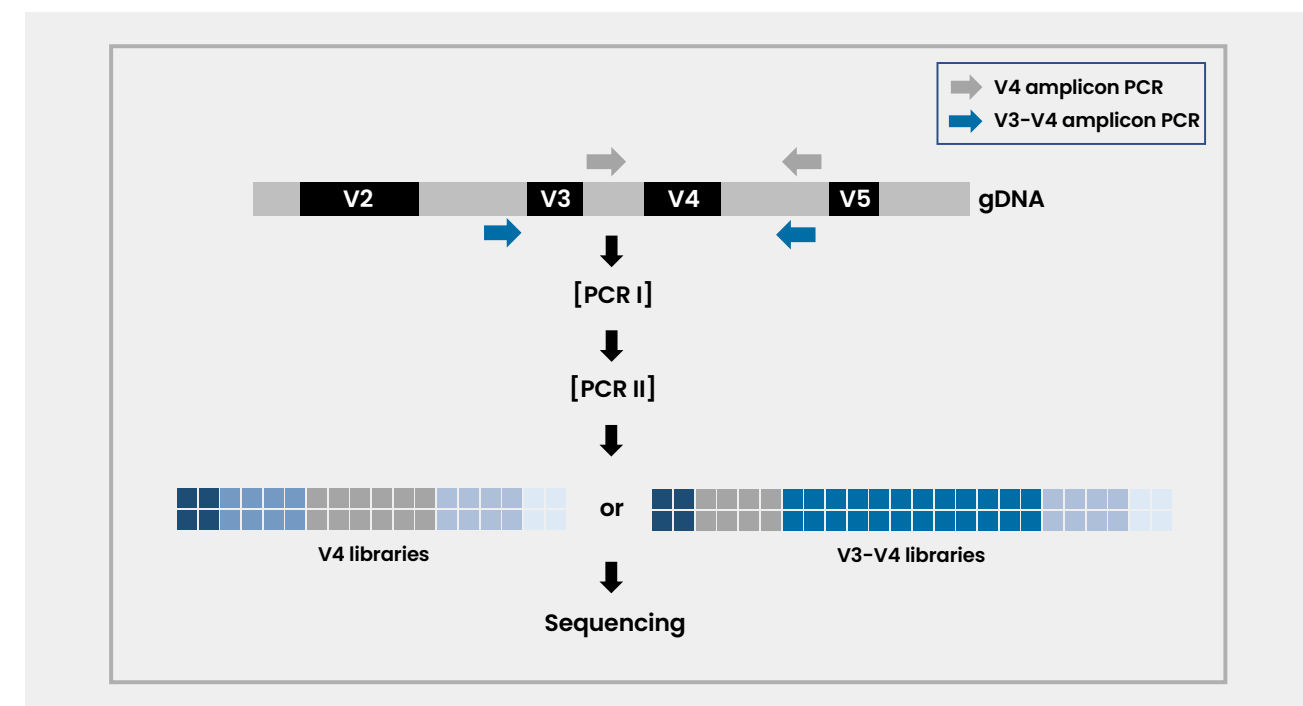 V4 amplicon PCR
V3-V4 amplicon PCR
V2 V3 V4 V5 gDNA
[PCR I]
[PCR II]
or
V4 libraries V3-V4 libraries
Sequencing